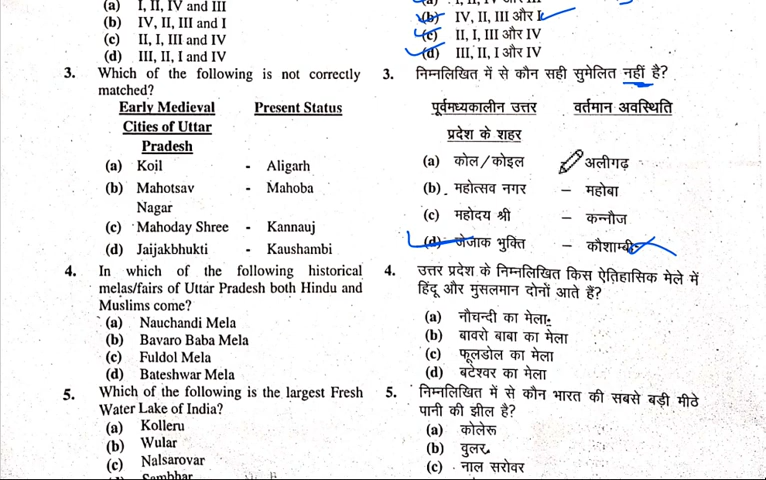 (a) I, II, IV and III
(b) IV, II, III and I
(c) II, I, III and IV
(d) III, II, I and IV
3. Which of the following is not correctly
matched?
Early Medieval Present Status
Cities of Uttar
Pradesh
(a) Koil - Aligarh
(b) Mahotsav - Mahoba
Nagar
(c) Mahoday Shree - Kannauj
(d) Jaijakbhukti - Kaushambi
4. In which of the following historical
melas/fairs of Uttar Pradesh both Hindu and
Muslims come?
(a) Nauchandi Mela
(b) Bavaro Baba Mela
(c) Fuldol Mela
(d) Bateshwar Mela
5. Which of the following is the largest Fresh
Water Lake of India?
(a) Kolleru
(b) Wular
(c) Nalsarovar
Sambhar
(b) IV, II, III और I
(c) II, I, III और IV
(d) III, II, I और IV
3. निम्नलिखित में से कौन सही सुमेलित नहीं है?
पूर्वमध्यकालीन उत्तर वर्तमान अवस्थिति
प्रदेश के शहर
(a) कोल/कोइल अलीगढ़
(b) महोत्सव नगर – महोबा
(c) महोदय श्री – कन्नौज
(d) जेजाक भुक्ति – कौशाम्बी
4. उत्तर प्रदेश के निम्नलिखित किस ऐतिहासिक मेले में
हिंदू और मुसलमान दोनों आते हैं?
(a) नौचन्दी का मेला
(b) बावरो बाबा का मेला
(c) फूलडोल का मेला
(d) बटेश्वर का मेला
5. निम्नलिखित में से कौन भारत की सबसे बड़ी मीठे
पानी की झील है?
(a) कोलेरू
(b) वुलर
(c) नाल सरोवर